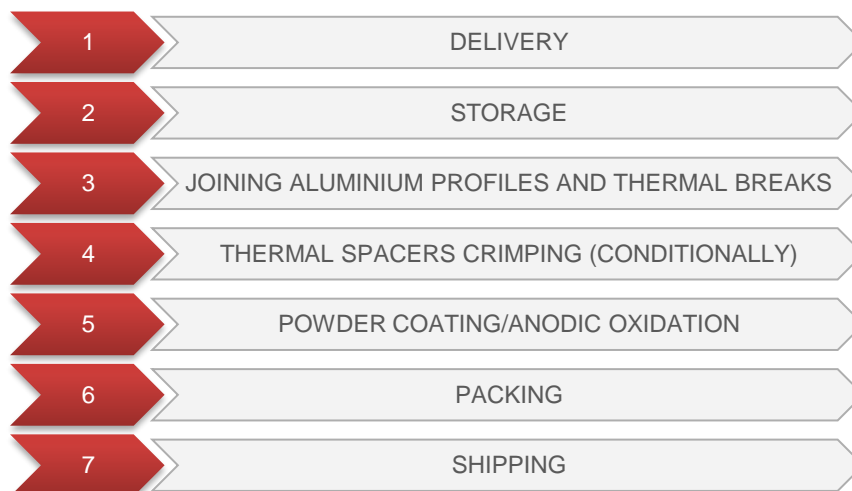 1 DELIVERY
2 STORAGE
3 JOINING ALUMINIUM PROFILES AND THERMAL BREAKS
4 THERMAL SPACERS CRIMPING (CONDITIONALLY)
5 POWDER COATING/ANODIC OXIDATION
6 PACKING
7 SHIPPING